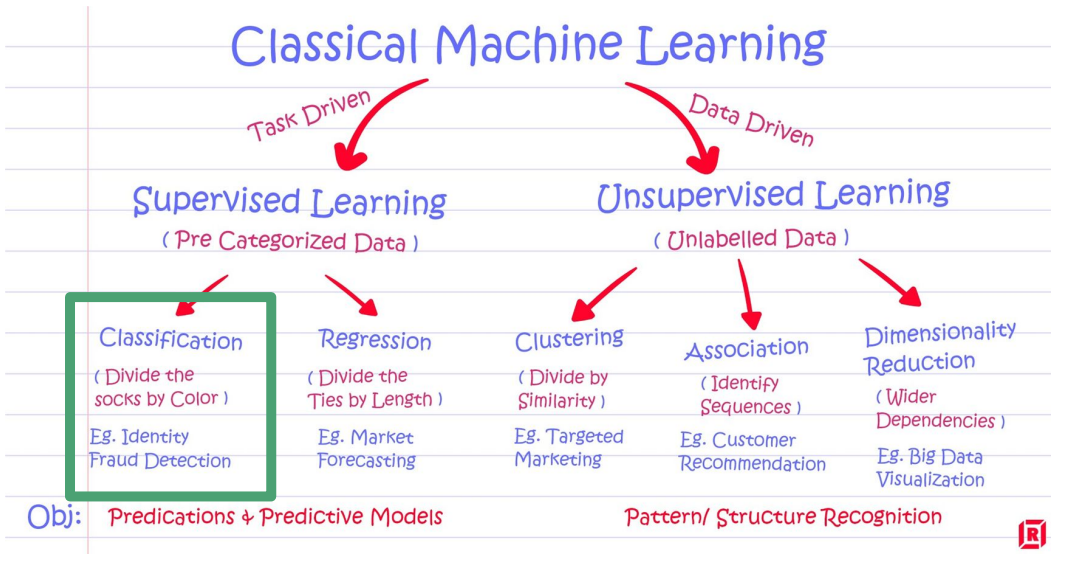 Classical Machine Learning
Task Driven
Data Driven
Supervised Learning
( Pre Categorized Data )
Unsupervised Learning
( Unlabelled Data )
Classification
( Divide the
socks by Color )
Eg. Identity
Fraud Detection
Regression
( Divide the
Ties by Length )
Eg. Market
Forecasting
Clustering
( Divide by
Similarity )
Eg. Targeted
Marketing
Association
( Identify
Sequences )
Eg. Customer
Recommendation
Dimensionality
Reduction
( Wider
Dependencies )
Eg. Big Data
Visualization
Obj: Predications & Predictive Models
Pattern/ Structure Recognition
R